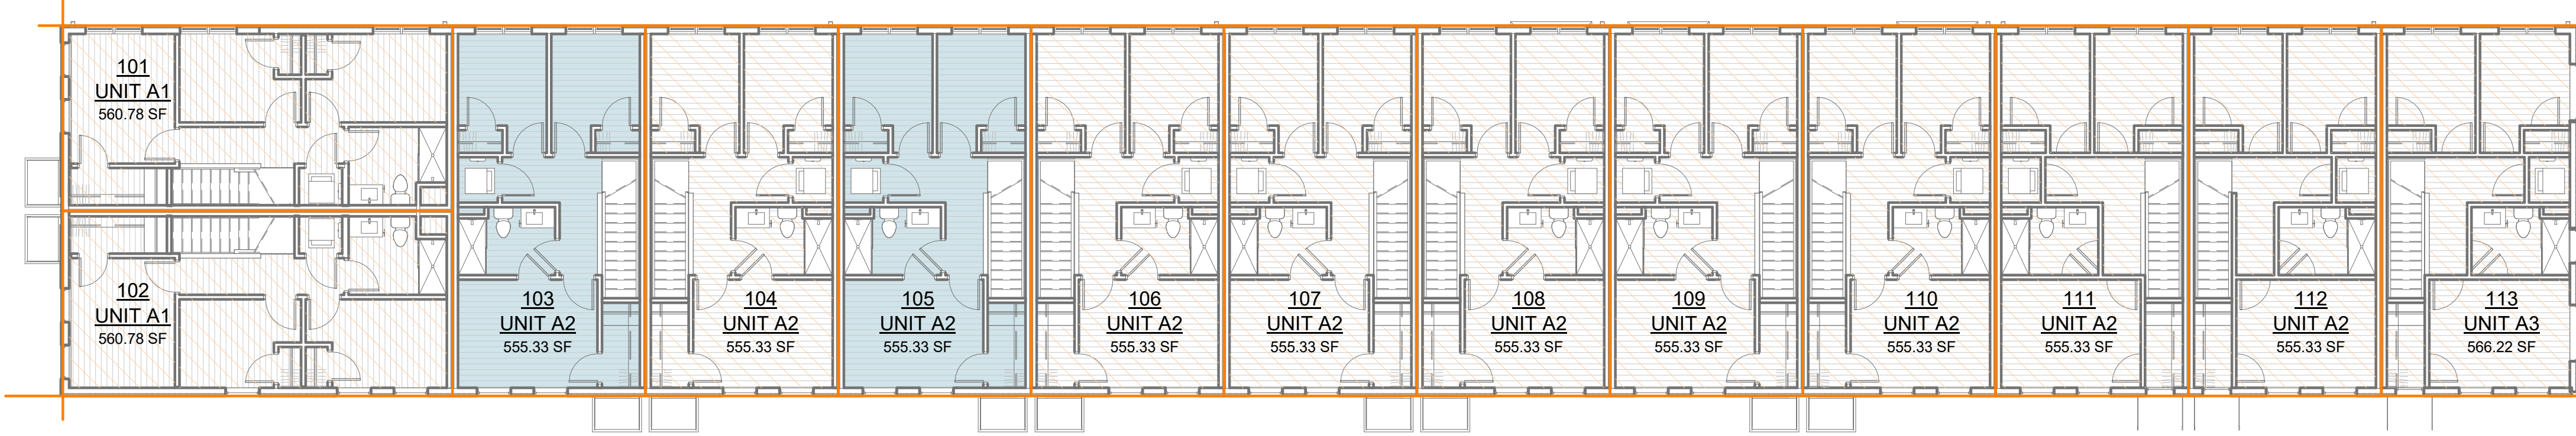 101
UNIT A1
560.78 SF
102
UNIT A1
560.78 SF
103
UNIT A2
555.33 SF
104
UNIT A2
555.33 SF
105
UNIT A2
555.33 SF
106
UNIT A2
555.33 SF
107
UNIT A2
555.33 SF
108
UNIT A2
555.33 SF
109
UNIT A2
555.33 SF
110
UNIT A2
555.33 SF
111
UNIT A2
555.33 SF
112
UNIT A2
555.33 SF
113
UNIT A3
566.22 SF